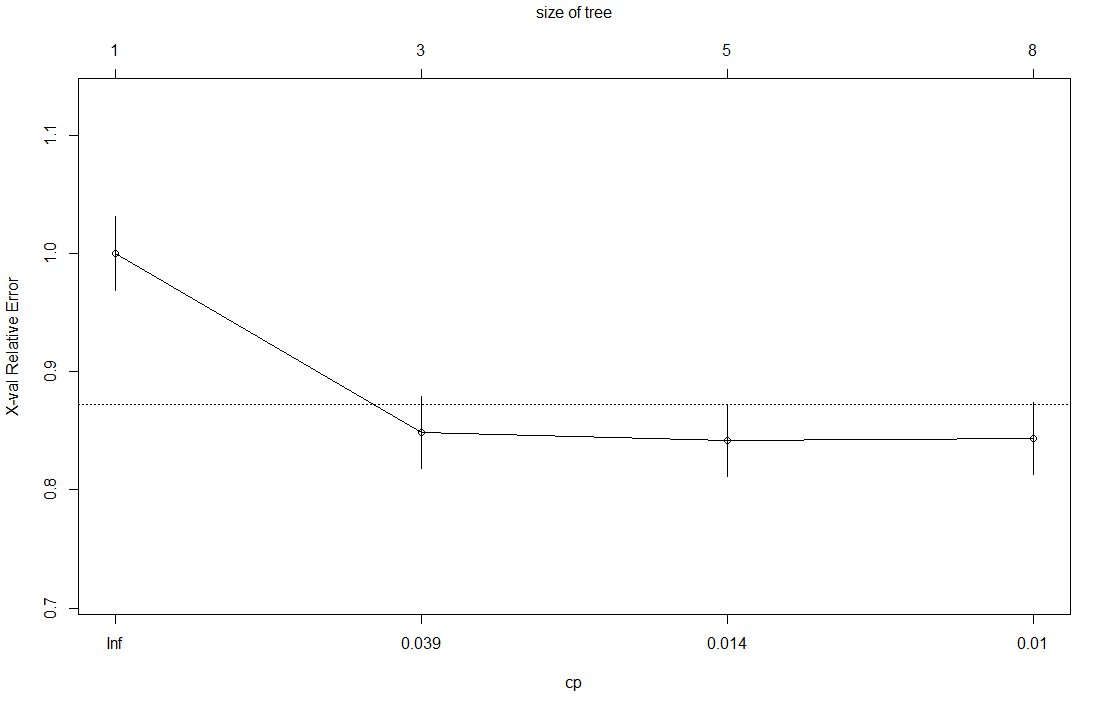 size of tree
1 3 5 8
X-val Relative Error
1.1
1.0
0.9
0.8
0.7
Inf 0.039 0.014 0.01
cp